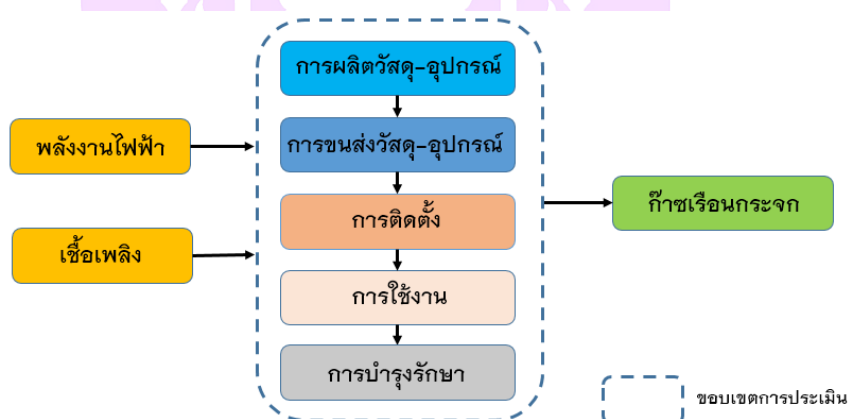 การผลิตวัสดุ-อุปกรณ์
พลังงานไฟฟ้า
การขนส่งวัสดุ-อุปกรณ์
การติดตั้ง
ก๊าซเรือนกระจก
เชื้อเพลิง
การใช้งาน
การบำรุงรักษา
ขอบเขตการประเมิน